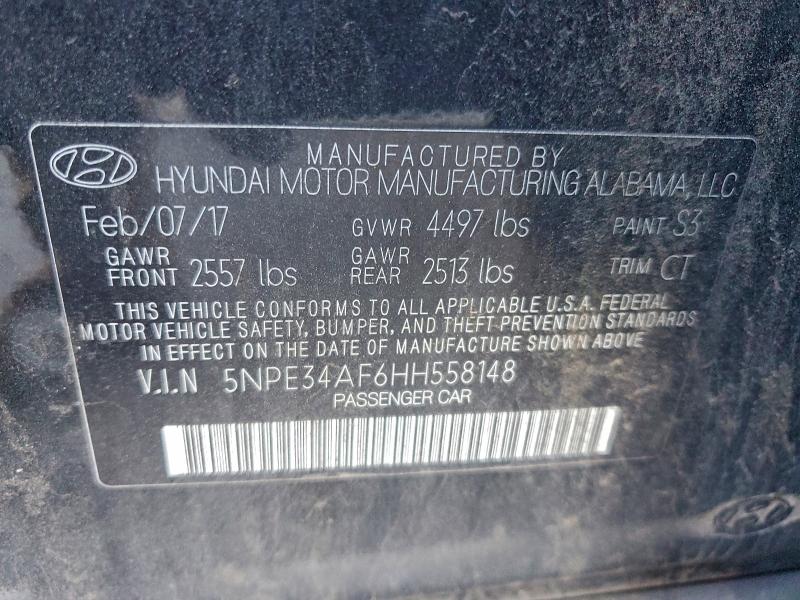 MANUFACTURED BY
HYUNDAI MOTOR MANUFACTURING ALABAMA, LLC
Feb/07/17 GVWR 4497 lbs PAINT S3
GAWR FRONT 2557 lbs GAWR REAR 2513 lbs TRIM CT
THIS VEHICLE CONFORMS TO ALL APPLICABLE U.S.A. FEDERAL
MOTOR VEHICLE SAFETY, BUMPER, AND THEFT PREVENTION STANDARDS
IN EFFECT ON THE DATE OF MANUFACTURE SHOWN ABOVE.
V.I.N 5NPE34AF6HH558148
PASSENGER CAR